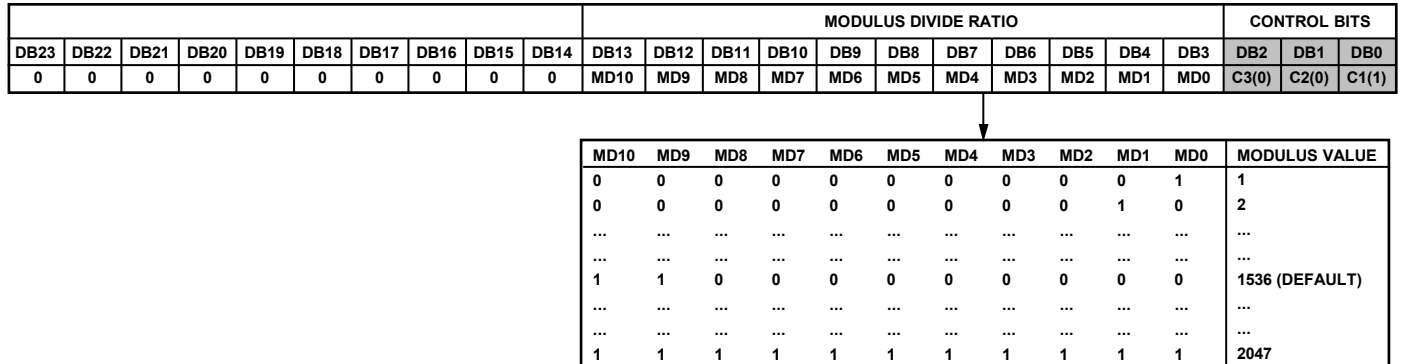 MODULUS DIVIDE RATIO CONTROL BITS
DB23 DB22 DB21 DB20 DB19 DB18 DB17 DB16 DB15 DB14 DB13 DB12 DB11 DB10 DB9 DB8 DB7 DB6 DB5 DB4 DB3 DB2 DB1 DB0
0 0 0 0 0 0 0 0 0 0 MD10 MD9 MD8 MD7 MD6 MD5 MD4 MD3 MD2 MD1 MD0 C3(0) C2(0) C1(1)
MD10 MD9 MD8 MD7 MD6 MD5 MD4 MD3 MD2 MD1 MD0 MODULUS VALUE
0 0 0 0 0 0 0 0 0 0 1 1
0 0 0 0 0 0 0 0 0 1 0 2
... ... ... ... ... ... ... ... ... ... ... ...
... ... ... ... ... ... ... ... ... ... ... ...
1 1 0 0 0 0 0 0 0 0 0 1536 (DEFAULT)
... ... ... ... ... ... ... ... ... ... ... ...
... ... ... ... ... ... ... ... ... ... ... ...
1 1 1 1 1 1 1 1 1 1 1 2047